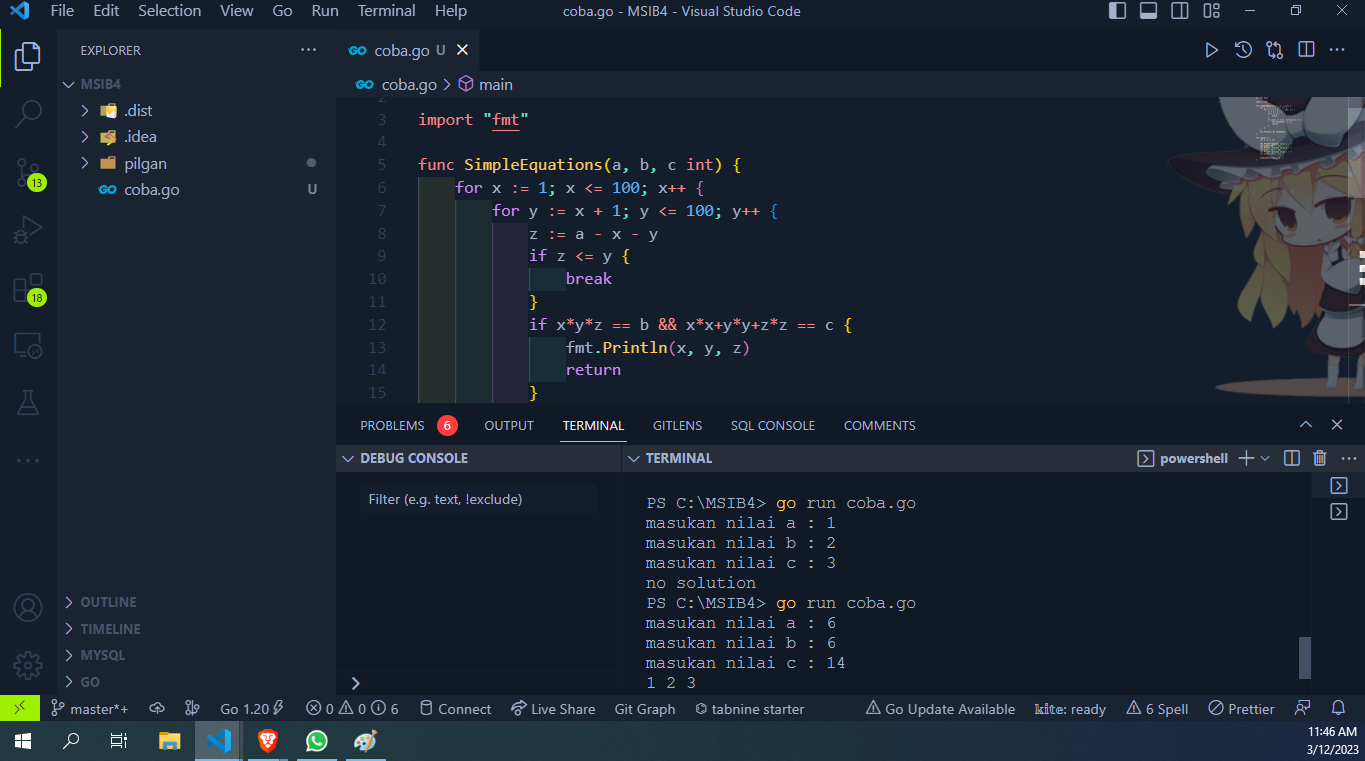 File Edit Selection View Go Run Terminal Help
coba.go - MSIB4 - Visual Studio Code
EXPLORER
MSIB4
.dist
.idea
pilgan
coba.go U
13
18
OUTLINE
TIMELINE
MYSQL
GO
GO coba.go U
GO coba.go > main
2
3 import "fmt"
4
5 func SimpleEquations(a, b, c int) {
6 for x := 1; x <= 100; x++ {
7 for y := x + 1; y <= 100; y++ {
8 z := a - x - y
9 if z <= y {
10 break
11 }
12 if x*y*z == b && x*x+y*y+z*z == c {
13 fmt.Println(x, y, z)
14 return
15 }
PROBLEMS 6 OUTPUT TERMINAL GITLENS SQL CONSOLE COMMENTS
DEBUG CONSOLE
Filter (e.g. text, !exclude)
TERMINAL
powershell
PS C:\MSIB4> go run coba.go
masukan nilai a : 1
masukan nilai b : 2
masukan nilai c : 3
no solution
PS C:\MSIB4> go run coba.go
masukan nilai a : 6
masukan nilai b : 6
masukan nilai c : 14
1 2 3
master*+ Go 1.20 0 0 6 Connect Live Share Git Graph tabnine starter Go Update Available kite: ready 6 Spell Prettier
11:46 AM
3/12/2023